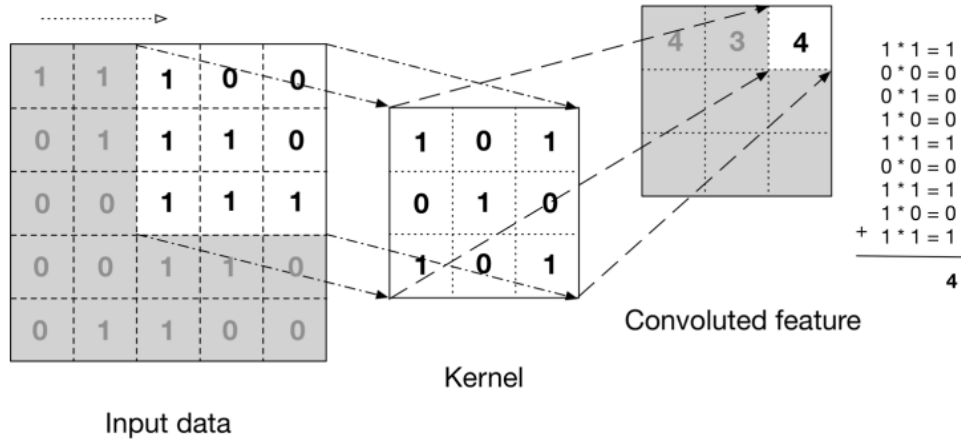 1 1 1 0 0
0 1 1 1 0
0 0 1 1 1
0 0 1 1 0
0 1 1 0 0
Input data
1 0 1
0 1 0
1 0 1
Kernel
4 3 4
Convoluted feature
1 * 1 = 1
0 * 0 = 0
0 * 1 = 0
1 * 0 = 0
1 * 1 = 1
0 * 0 = 0
1 * 1 = 1
1 * 0 = 0
+ 1 * 1 = 1
4